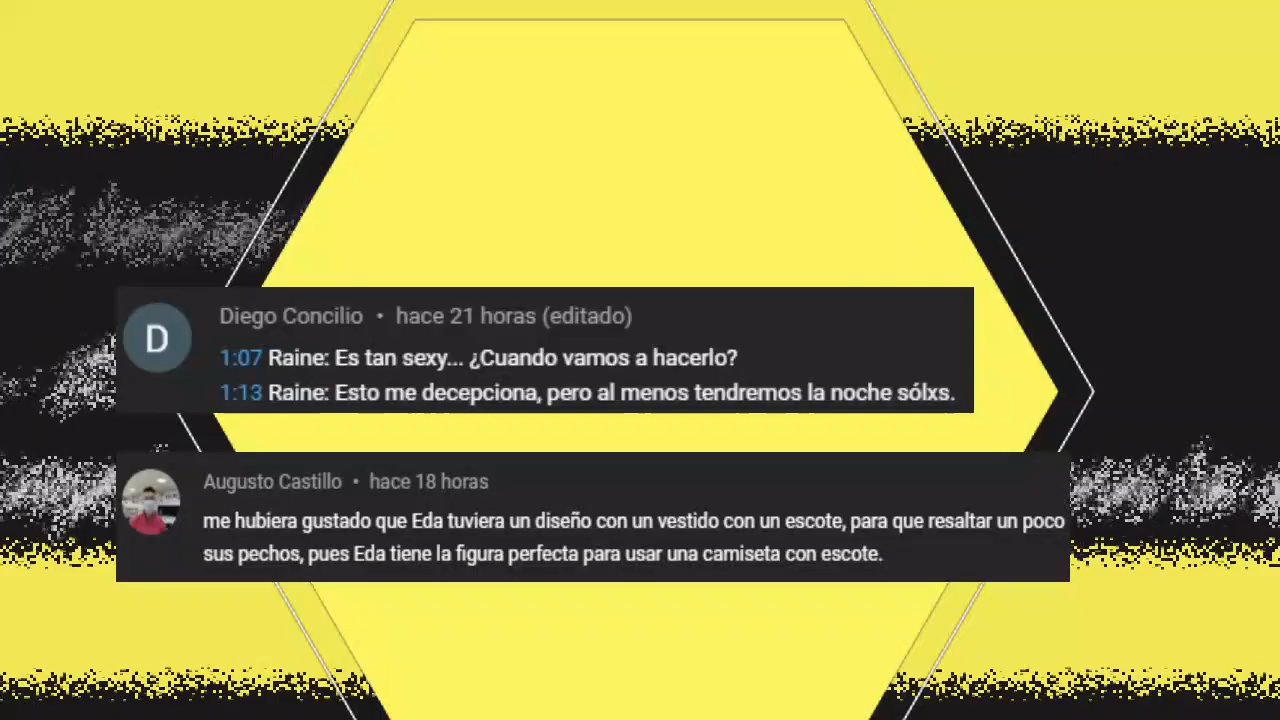 D
Diego Concilio • hace 21 horas (editado)
1:07 Raine: Es tan sexy... ¿Cuando vamos a hacerlo?
1:13 Raine: Esto me decepciona, pero al menos tendremos la noche sólxs.
Augusto Castillo • hace 18 horas
me hubiera gustado que Eda tuviera un diseño con un vestido con un escote, para que resaltar un poco
sus pechos, pues Eda tiene la figura perfecta para usar una camiseta con escote.